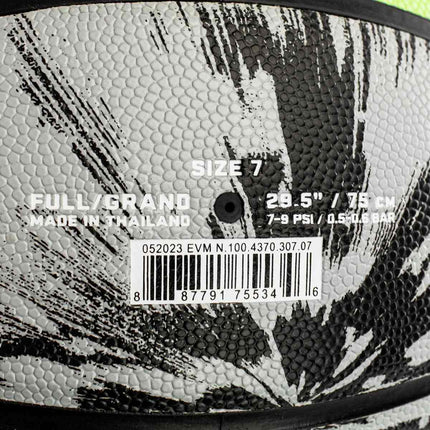 SIZE 7
FULL/GRAND 29.5" / 75 CM
MADE IN THAILAND 7-9 PSI / 0.5-0.6 BAR
052023 EVM N.100.4370.307.07
8 87791 75534 6